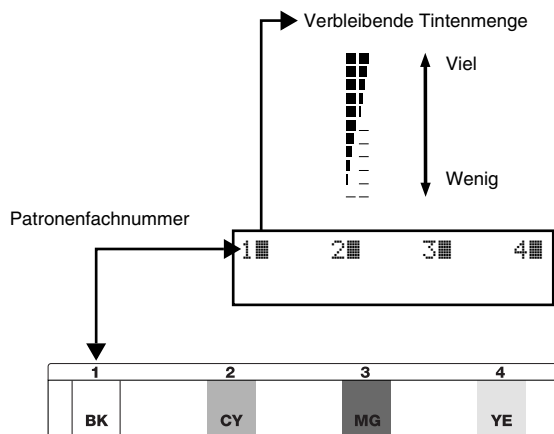 Verbleibende Tintenmenge
Viel
Wenig
Patronenfachnummer
1 2 3 4
1 2 3 4
BK CY MG YE